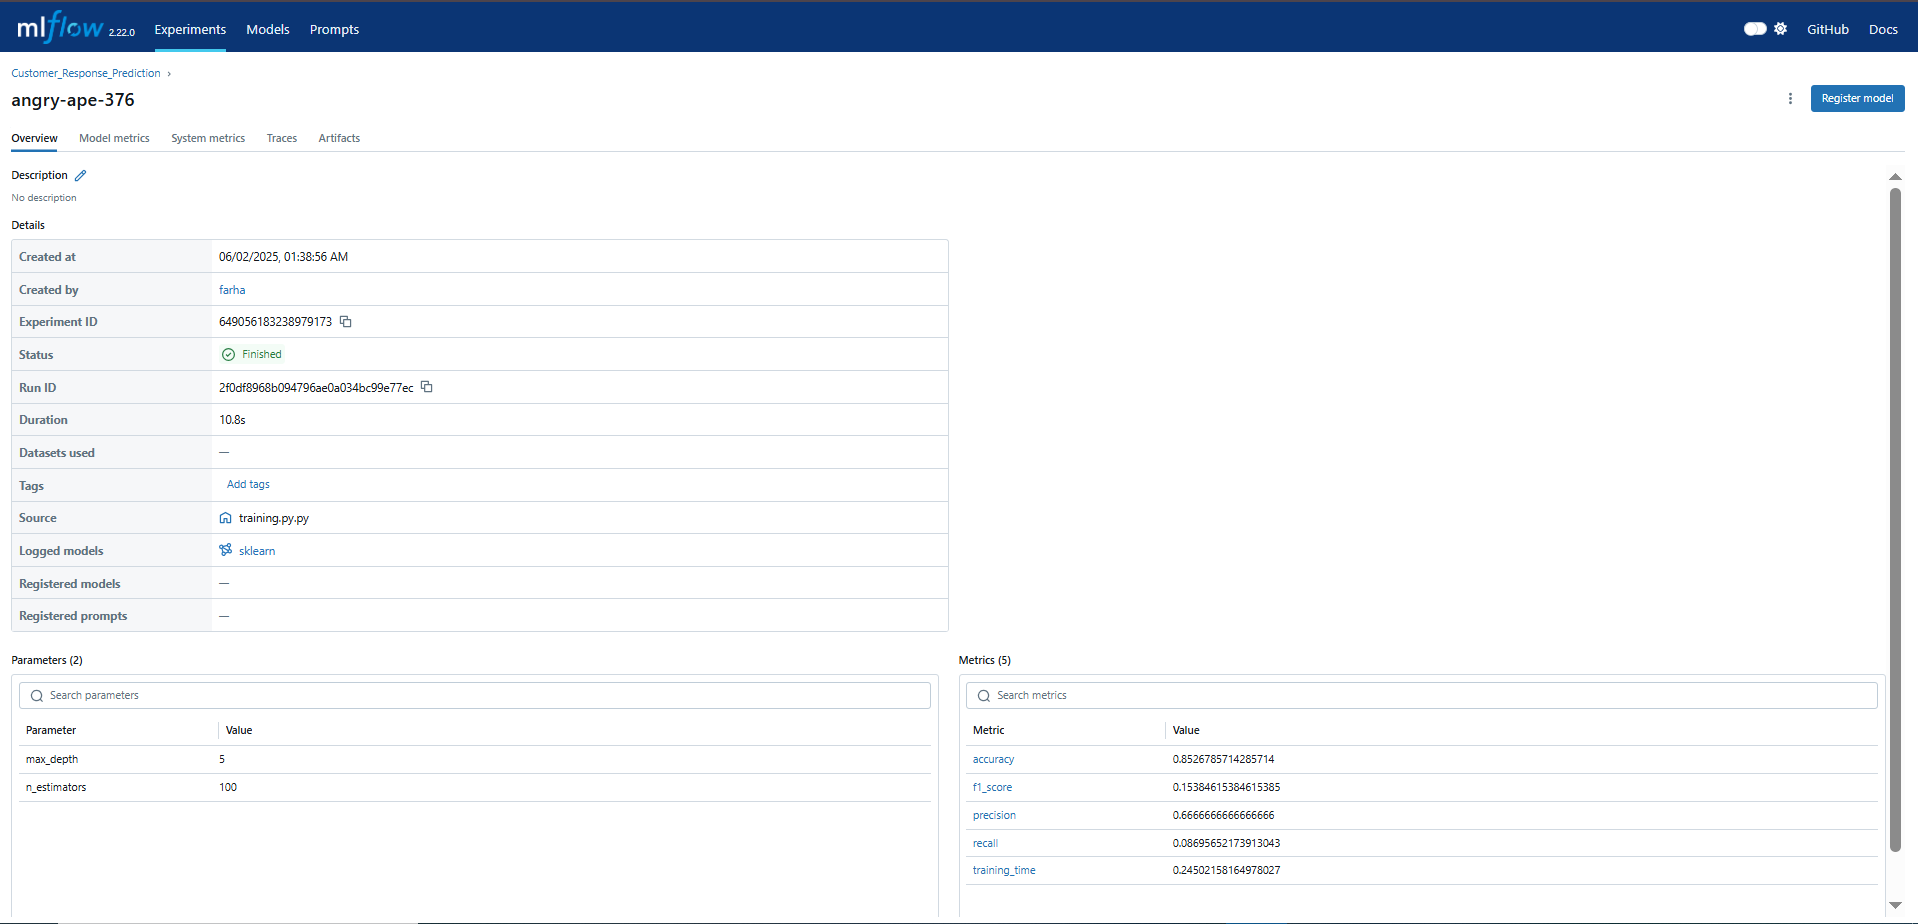 mlflow 2.22.0 Experiments Models Prompts GitHub Docs
Customer_Response_Prediction ›
angry-ape-376
Register model
Overview Model metrics System metrics Traces Artifacts
Description
No description
Details
Created at 06/02/2025, 01:38:56 AM
Created by farha
Experiment ID 649056183238979173
Status Finished
Run ID 2f0df8968b094796ae0a034bc99e77ec
Duration 10.8s
Datasets used —
Tags Add tags
Source training.py.py
Logged models sklearn
Registered models —
Registered prompts —
Parameters (2)
Search parameters
Parameter Value
max_depth 5
n_estimators 100
Metrics (5)
Search metrics
Metric Value
accuracy 0.8526785714285714
f1_score 0.15384615384615385
precision 0.6666666666666666
recall 0.08695652173913043
training_time 0.24502158164978027